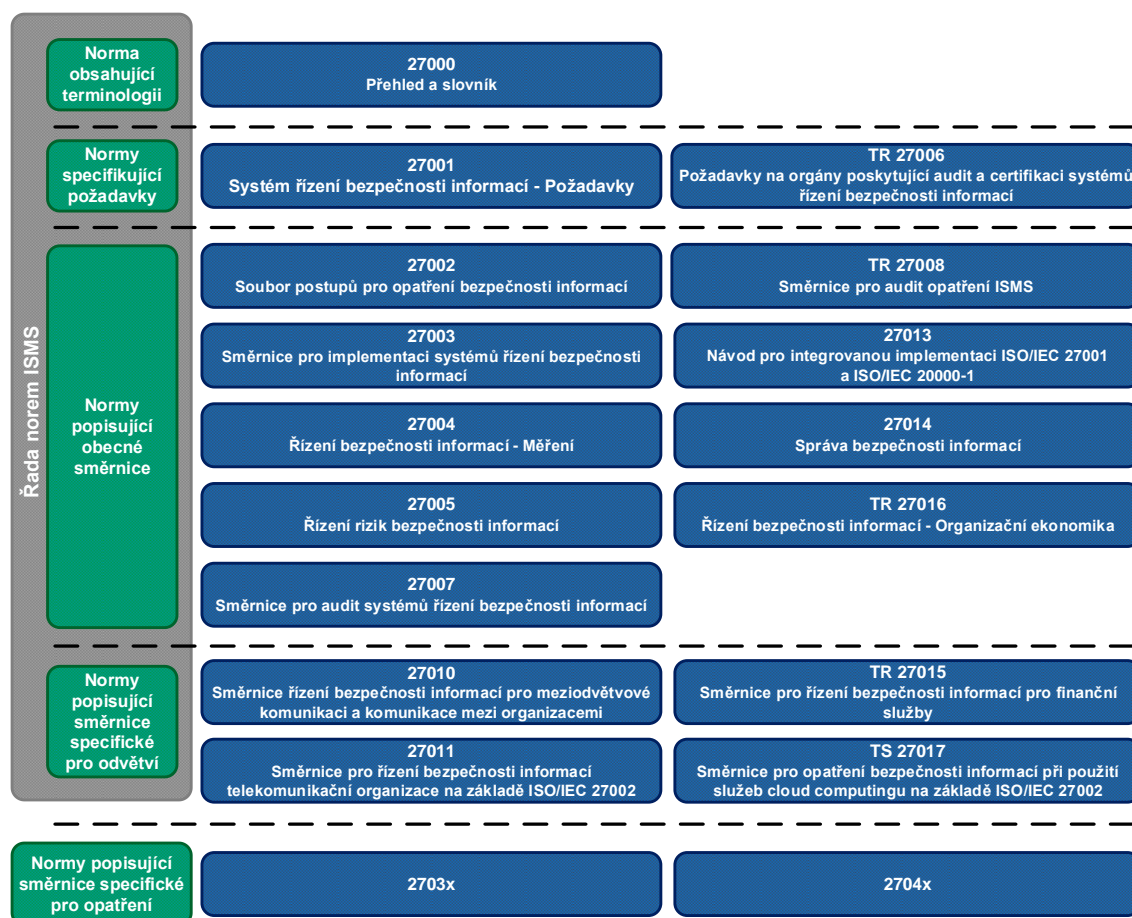 Řada norem ISMS
Norma
obsahující
terminologii
27000
Přehled a slovník
Normy
specifikující
požadavky
27001
Systém řízení bezpečnosti informací - Požadavky
TR 27006
Požadavky na orgány poskytující audit a certifikaci systémů
řízení bezpečnosti informací
Normy
popisující
obecné
směrnice
27002
Soubor postupů pro opatření bezpečnosti informací
TR 27008
Směrnice pro audit opatření ISMS
27003
Směrnice pro implementaci systémů řízení bezpečnosti
informací
27013
Návod pro integrovanou implementaci ISO/IEC 27001
a ISO/IEC 20000-1
27004
Řízení bezpečnosti informací - Měření
27014
Správa bezpečnosti informací
27005
Řízení rizik bezpečnosti informací
TR 27016
Řízení bezpečnosti informací - Organizační ekonomika
27007
Směrnice pro audit systémů řízení bezpečnosti informací
Normy
popisující
směrnice
specifické
pro odvětví
27010
Směrnice řízení bezpečnosti informací pro meziodvětvové
komunikaci a komunikace mezi organizacemi
TR 27015
Směrnice pro řízení bezpečnosti informací pro finanční
služby
27011
Směrnice pro řízení bezpečnosti informací
telekomunikační organizace na základě ISO/IEC 27002
TS 27017
Směrnice pro opatření bezpečnosti informací při použití
služeb cloud computingu na základě ISO/IEC 27002
Normy popisující
směrnice specifické
pro opatření
2703x
2704x